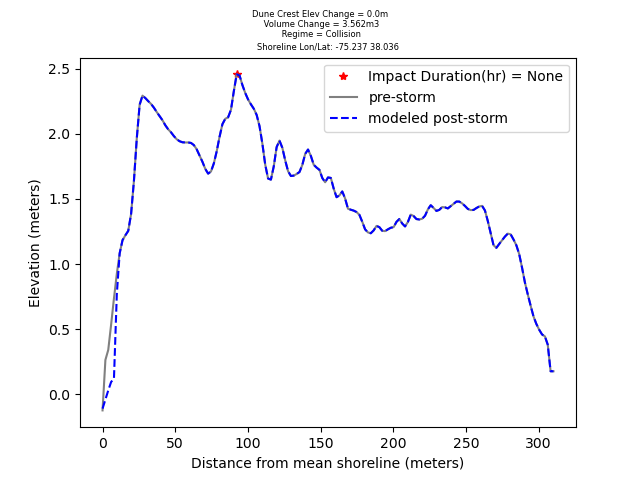 Dune Crest Elev Change = 0.0m
Volume Change = 3.562m3
Regime = Collision
Shoreline Lon/Lat: -75.237 38.036
Impact Duration(hr) = None
pre-storm
modeled post-storm
2.5
2.0
1.5
1.0
0.5
0.0
Elevation (meters)
0 50 100 150 200 250 300
Distance from mean shoreline (meters)